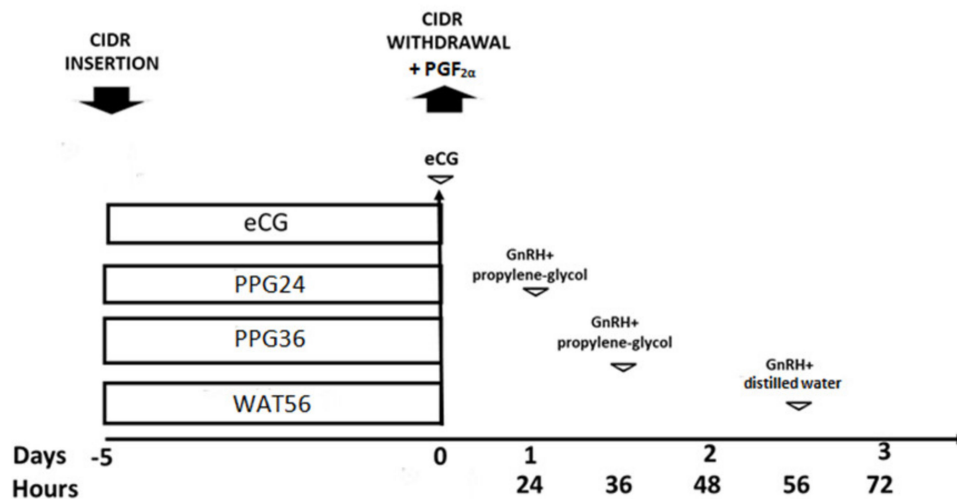 CIDR
INSERTION
CIDR
WITHDRAWAL
+ PGF₂α
eCG
eCG
GnRH+
propylene-glycol
PPG24
GnRH+
propylene-glycol
PPG36
GnRH+
distilled water
WAT56
Days -5 0 1 2 3
Hours 24 36 48 56 72